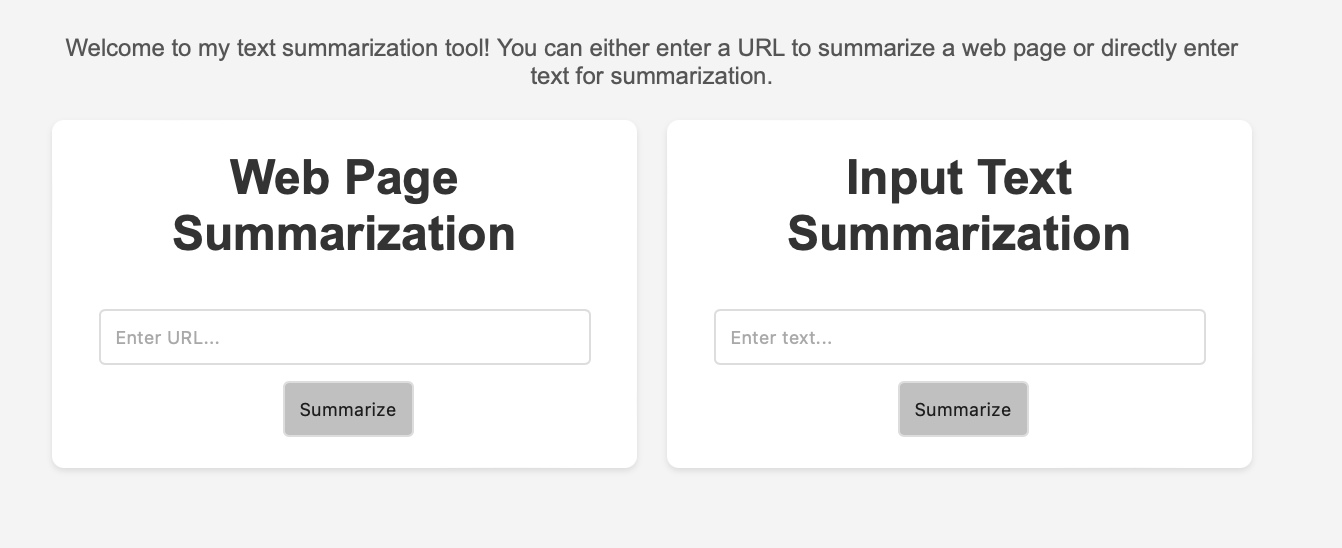 Welcome to my text summarization tool! You can either enter a URL to summarize a web page or directly enter
text for summarization.
Web Page
Summarization
Enter URL...
Summarize
Input Text
Summarization
Enter text...
Summarize